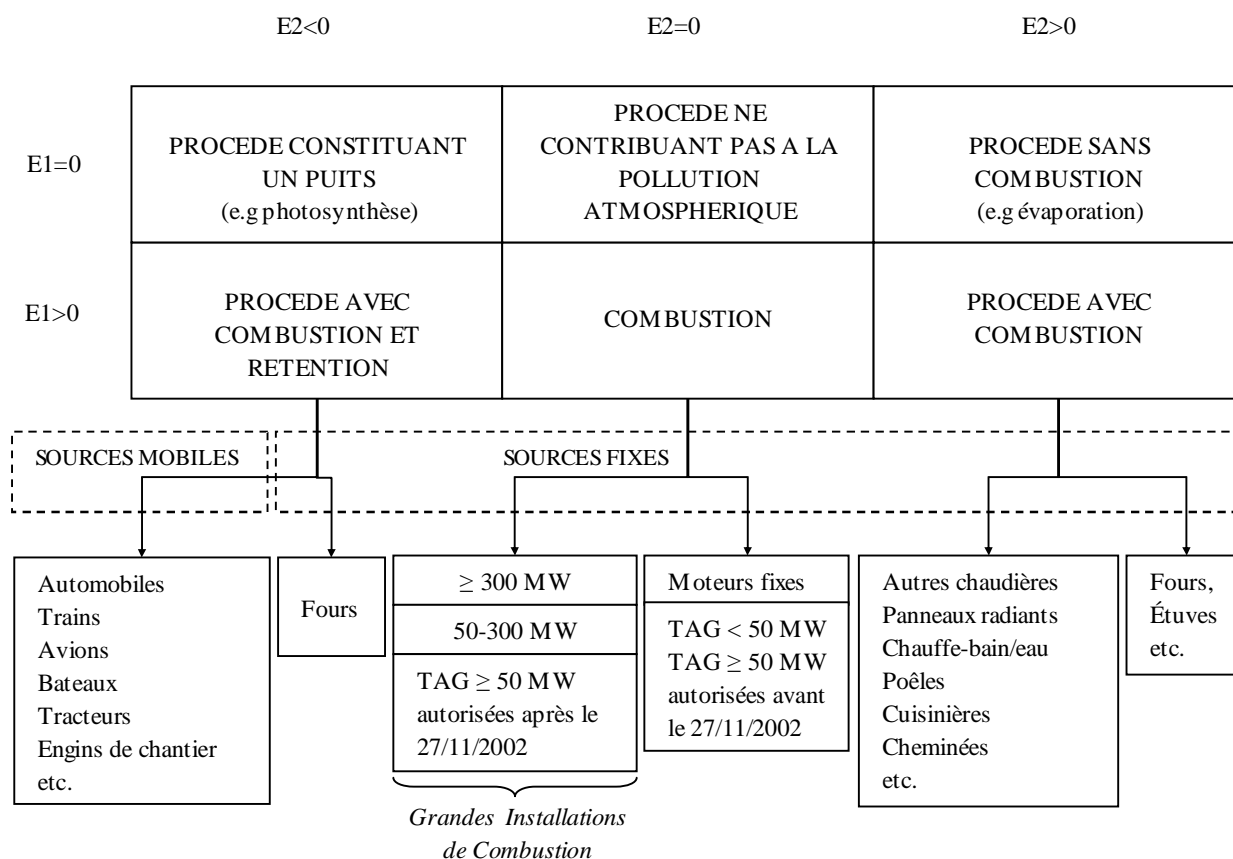 E2<0
E2=0
E2>0
E1=0
PROCEDE CONSTITUANT
UN PUITS
(e.g photosynthèse)
PROCEDE NE
CONTRIBUANT PAS A LA
POLLUTION
ATMOSPHERIQUE
PROCEDE SANS
COMBUSTION
(e.g évaporation)
E1>0
PROCEDE AVEC
COMBUSTION ET
RETENTION
COMBUSTION
PROCEDE AVEC
COMBUSTION
SOURCES MOBILES
SOURCES FIXES
Automobiles
Trains
Avions
Bateaux
Tracteurs
Engins de chantier
etc.
Fours
≥ 300 MW
50-300 MW
TAG ≥ 50 MW
autorisées après le
27/11/2002
Grandes Installations
de Combustion
Moteurs fixes
TAG < 50 MW
TAG ≥ 50 MW
autorisées avant
le 27/11/2002
Autres chaudières
Panneaux radiants
Chauffe-bain/eau
Poêles
Cuisinières
Cheminées
etc.
Fours,
Étuves
etc.